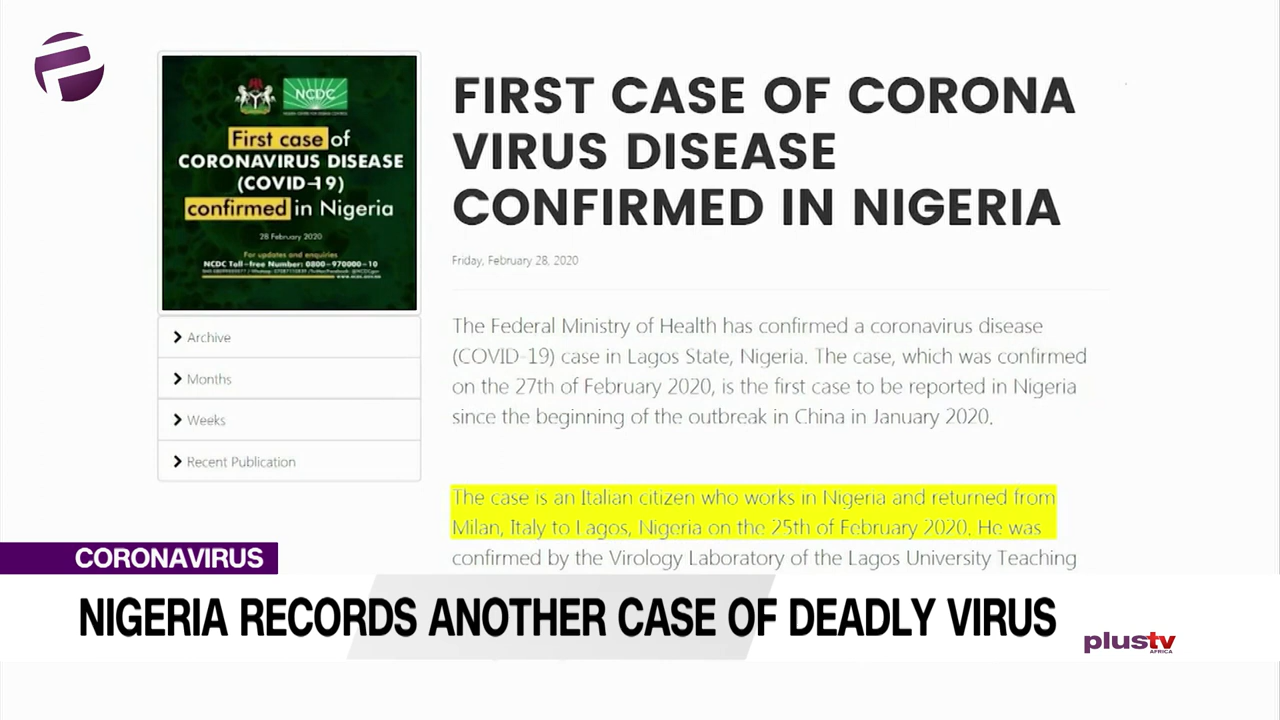 NCDC
First case of
CORONAVIRUS DISEASE
(COVID-19)
confirmed in Nigeria
28 February 2020
For updates and enquiries
NCDC Toll-free Number: 0800-970000-10
Archive
Months
Weeks
Recent Publication
FIRST CASE OF CORONA
VIRUS DISEASE
CONFIRMED IN NIGERIA
Friday, February 28, 2020
The Federal Ministry of Health has confirmed a coronavirus disease
(COVID-19) case in Lagos State, Nigeria. The case, which was confirmed
on the 27th of February 2020, is the first case to be reported in Nigeria
since the beginning of the outbreak in China in January 2020.
The case is an Italian citizen who works in Nigeria and returned from
Milan, Italy to Lagos, Nigeria on the 25th of February 2020. He was
confirmed by the Virology Laboratory of the Lagos University Teaching
CORONAVIRUS
NIGERIA RECORDS ANOTHER CASE OF DEADLY VIRUS
plustv
AFRICA